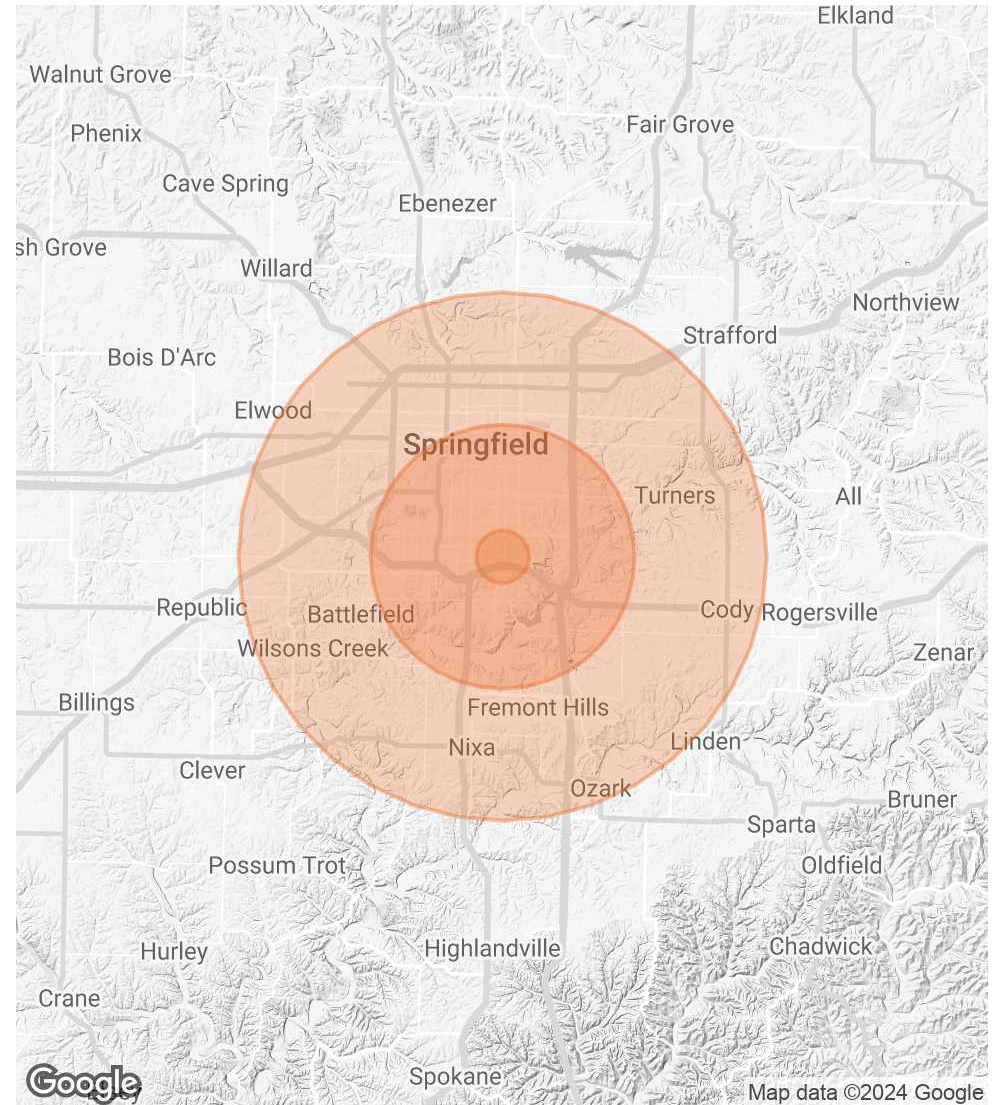 Elkland
Walnut Grove
Fair Grove
Phenix
Cave Spring
Ebenezer
sh Grove
Willard
Northview
Strafford
Bois D'Arc
Elwood
Springfield
Turners
All
Republic
Battlefield
Cody
Rogersville
Wilsons Creek
Zenar
Billings
Fremont Hills
Linden
Nixa
Clever
Ozark
Bruner
Sparta
Possum Trot
Oldfield
Hurley
Highlandville
Chadwick
Crane
Spokane
Google
Map data ©2024 Google